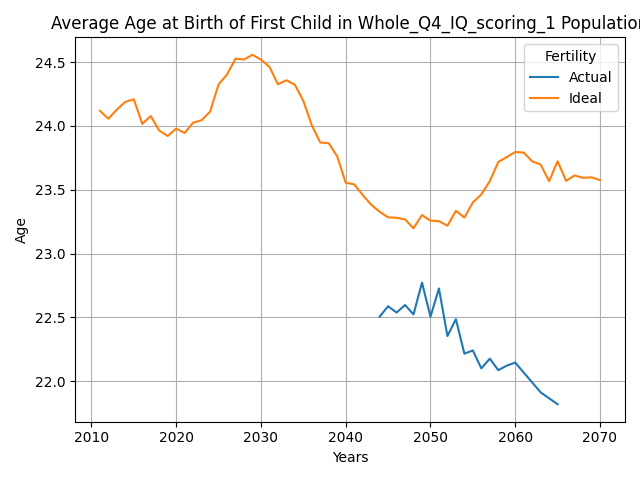 Average Age at Birth of First Child in Whole_Q4_IQ_scoring_1 Population
Fertility
Actual
Ideal
24.5
24.0
23.5
23.0
22.5
22.0
Age
2010 2020 2030 2040 2050 2060 2070
Years